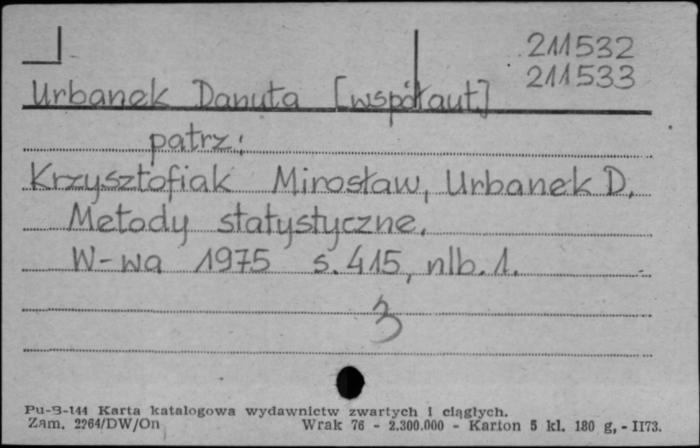 211532
211533
Urbanek Danuta [współaut.]
patrz:
Krzysztofiak Mirosław, Urbanek D.
Metody statystyczne.
W-wa 1975 s. 415, nlb. 1.
3
Pu-B-144 Karta katalogowa wydawnictw zwartych i ciągłych.
Zam. 2264/DW/On Wrak 76 - 2.300.000 - Karton 5 kl. 180 g, - II73.